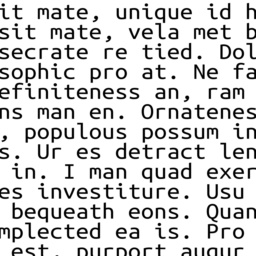 it mate, unique id h
sit mate, vela met b
secrate re tied. Dol
sophic pro at. Ne fa
efiniteness an, ram
ns man en. Ornatenes
, populous possum in
s. Ur es detract len
in. I man quad exer
es investiture. Usu
bequeath eons. Quan
mplected ea is. Pro
est, purport augur